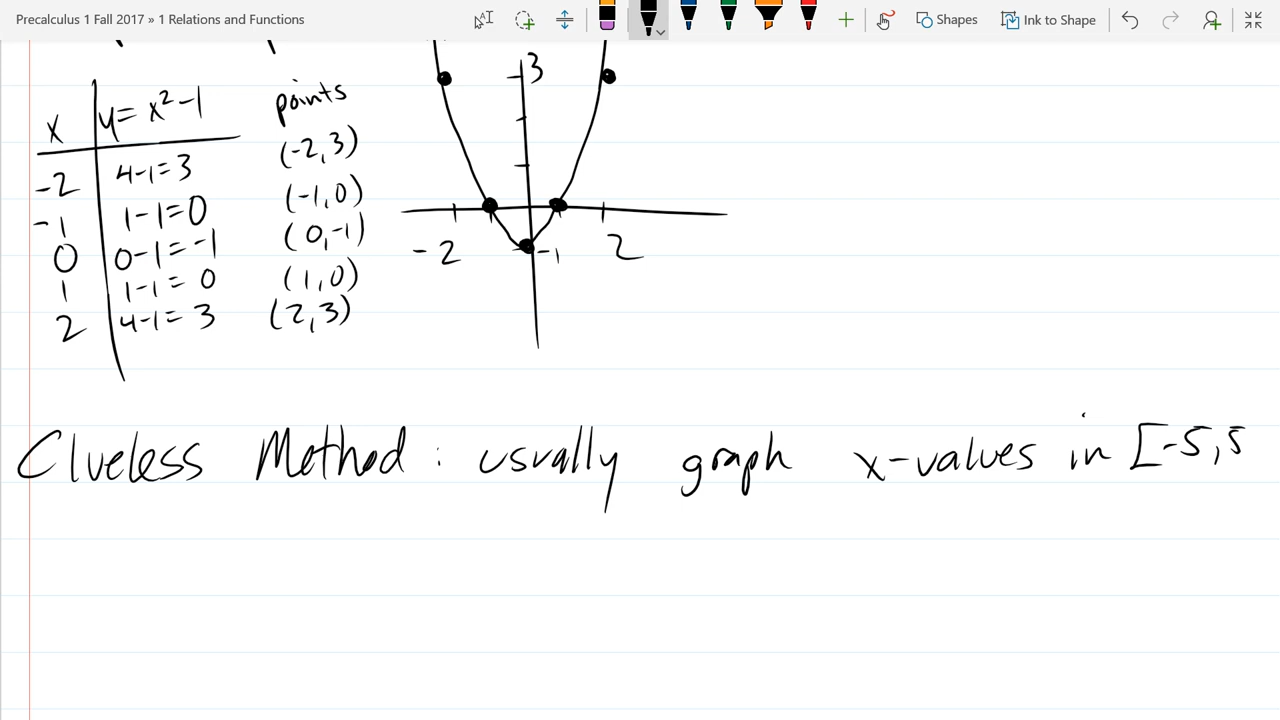 Precalculus 1 Fall 2017 » 1 Relations and Functions
Shapes
Ink to Shape
x
y = x² - 1
points
-2
4-1=3
(-2,3)
-1
1-1=0
(-1,0)
0
0-1=-1
(0,-1)
1
1-1=0
(1,0)
2
4-1=3
(2,3)
3
-2
-1
2
Clueless Method : usually graph x-values in [-5,5